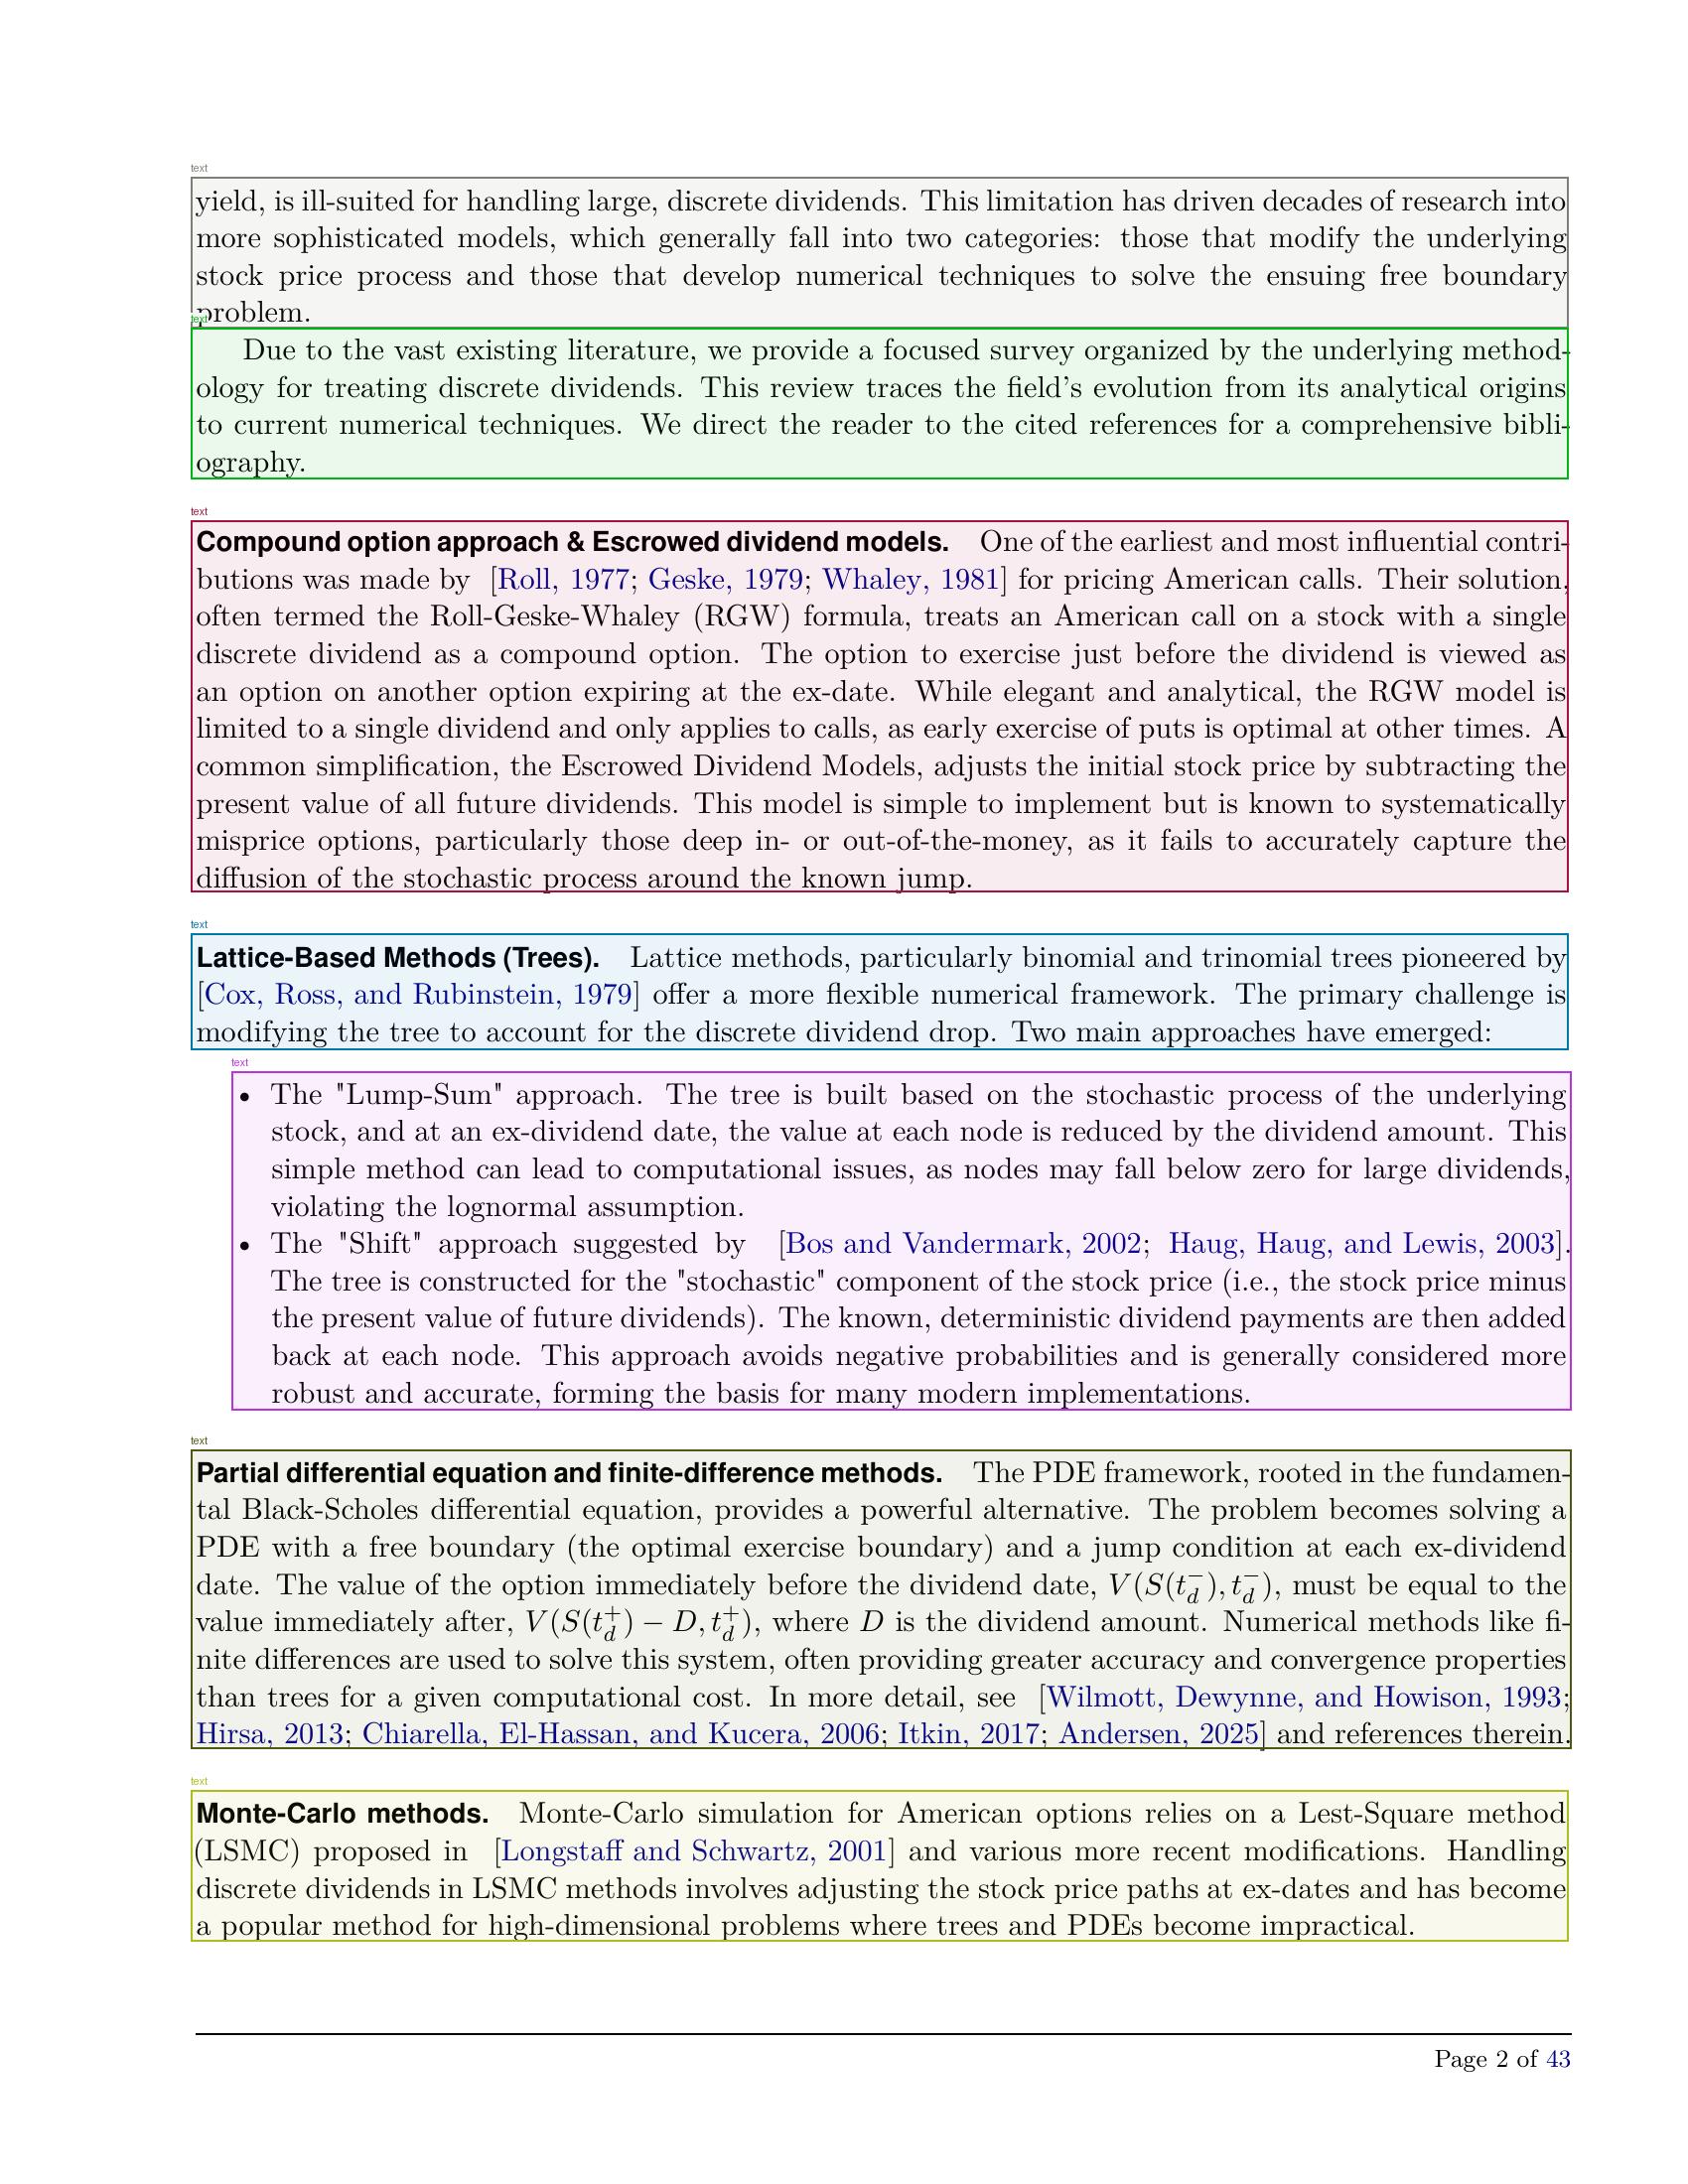 text
yield, is ill-suited for handling large, discrete dividends. This limitation has driven decades of research into
more sophisticated models, which generally fall into two categories: those that modify the underlying
stock price process and those that develop numerical techniques to solve the ensuing free boundary
problem.
text
Due to the vast existing literature, we provide a focused survey organized by the underlying method-
ology for treating discrete dividends. This review traces the field's evolution from its analytical origins
to current numerical techniques. We direct the reader to the cited references for a comprehensive bibli-
ography.
text
Compound option approach & Escrowed dividend models. One of the earliest and most influential contri-
butions was made by [Roll, 1977; Geske, 1979; Whaley, 1981] for pricing American calls. Their solution,
often termed the Roll-Geske-Whaley (RGW) formula, treats an American call on a stock with a single
discrete dividend as a compound option. The option to exercise just before the dividend is viewed as
an option on another option expiring at the ex-date. While elegant and analytical, the RGW model is
limited to a single dividend and only applies to calls, as early exercise of puts is optimal at other times. A
common simplification, the Escrowed Dividend Models, adjusts the initial stock price by subtracting the
present value of all future dividends. This model is simple to implement but is known to systematically
misprice options, particularly those deep in- or out-of-the-money, as it fails to accurately capture the
diffusion of the stochastic process around the known jump.
text
Lattice-Based Methods (Trees). Lattice methods, particularly binomial and trinomial trees pioneered by
[Cox, Ross, and Rubinstein, 1979] offer a more flexible numerical framework. The primary challenge is
modifying the tree to account for the discrete dividend drop. Two main approaches have emerged:
text
• The "Lump-Sum" approach. The tree is built based on the stochastic process of the underlying
stock, and at an ex-dividend date, the value at each node is reduced by the dividend amount. This
simple method can lead to computational issues, as nodes may fall below zero for large dividends,
violating the lognormal assumption.
• The "Shift" approach suggested by [Bos and Vandermark, 2002; Haug, Haug, and Lewis, 2003].
The tree is constructed for the "stochastic" component of the stock price (i.e., the stock price minus
the present value of future dividends). The known, deterministic dividend payments are then added
back at each node. This approach avoids negative probabilities and is generally considered more
robust and accurate, forming the basis for many modern implementations.
text
Partial differential equation and finite-difference methods. The PDE framework, rooted in the fundamen-
tal Black-Scholes differential equation, provides a powerful alternative. The problem becomes solving a
PDE with a free boundary (the optimal exercise boundary) and a jump condition at each ex-dividend
date. The value of the option immediately before the dividend date, $V(S(t_d^-), t_d^-)$, must be equal to the
value immediately after, $V(S(t_d^+) - D, t_d^+)$, where $D$ is the dividend amount. Numerical methods like fi-
nite differences are used to solve this system, often providing greater accuracy and convergence properties
than trees for a given computational cost. In more detail, see [Wilmott, Dewynne, and Howison, 1993;
Hirsa, 2013; Chiarella, El-Hassan, and Kucera, 2006; Itkin, 2017; Andersen, 2025] and references therein.
text
Monte-Carlo methods. Monte-Carlo simulation for American options relies on a Lest-Square method
(LSMC) proposed in [Longstaff and Schwartz, 2001] and various more recent modifications. Handling
discrete dividends in LSMC methods involves adjusting the stock price paths at ex-dates and has become
a popular method for high-dimensional problems where trees and PDEs become impractical.
Page 2 of 43